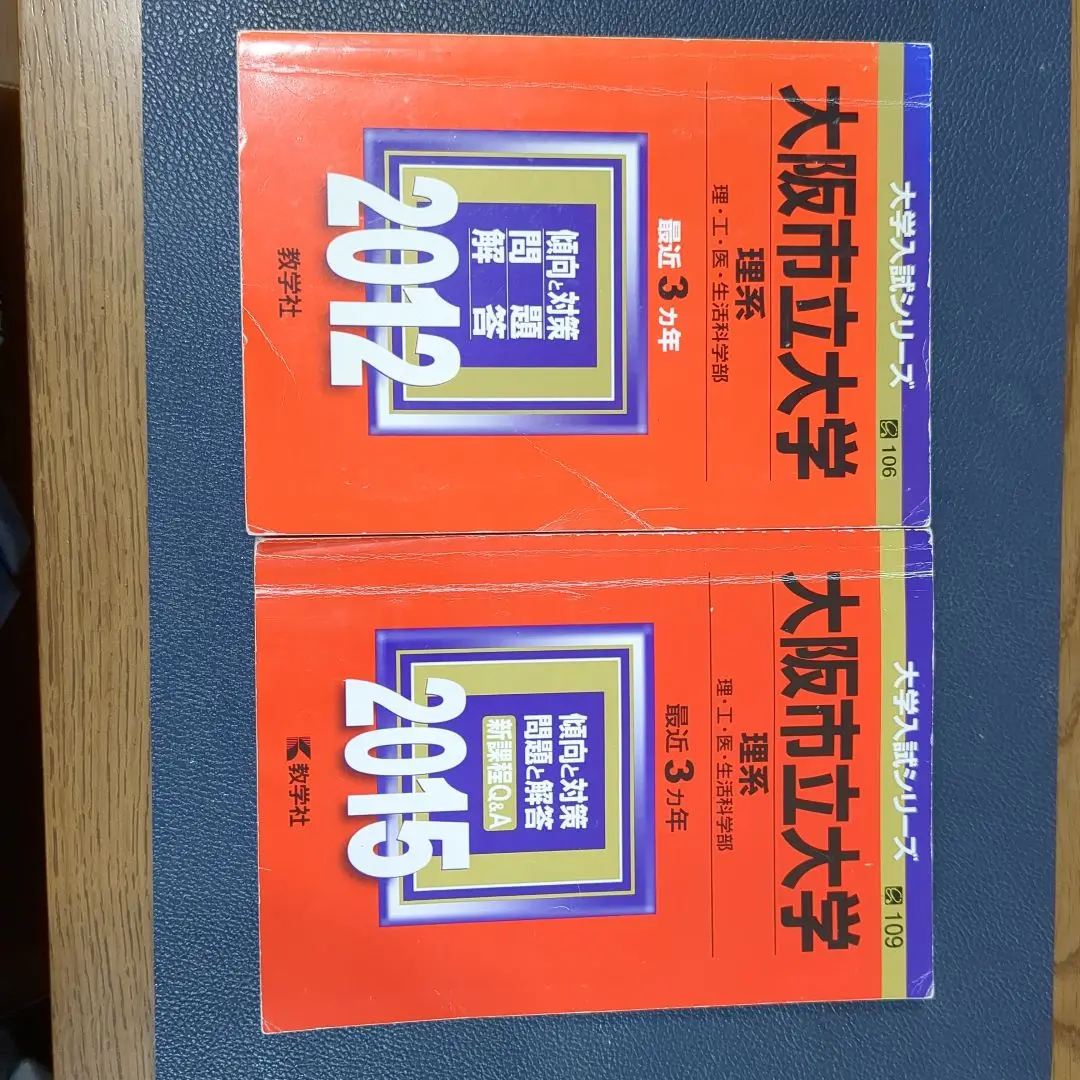 大学入試シリーズ
106
大阪市立大学
理系
理・工・医・生活科学部
最近3カ年
傾向と対策
問題
解答
2012
教学社
大学入試シリーズ
109
大阪市立大学
理系
理・工・医・生活科学部
最近3カ年
傾向と対策
問題と解答
新課程Q&A
2015
教学社